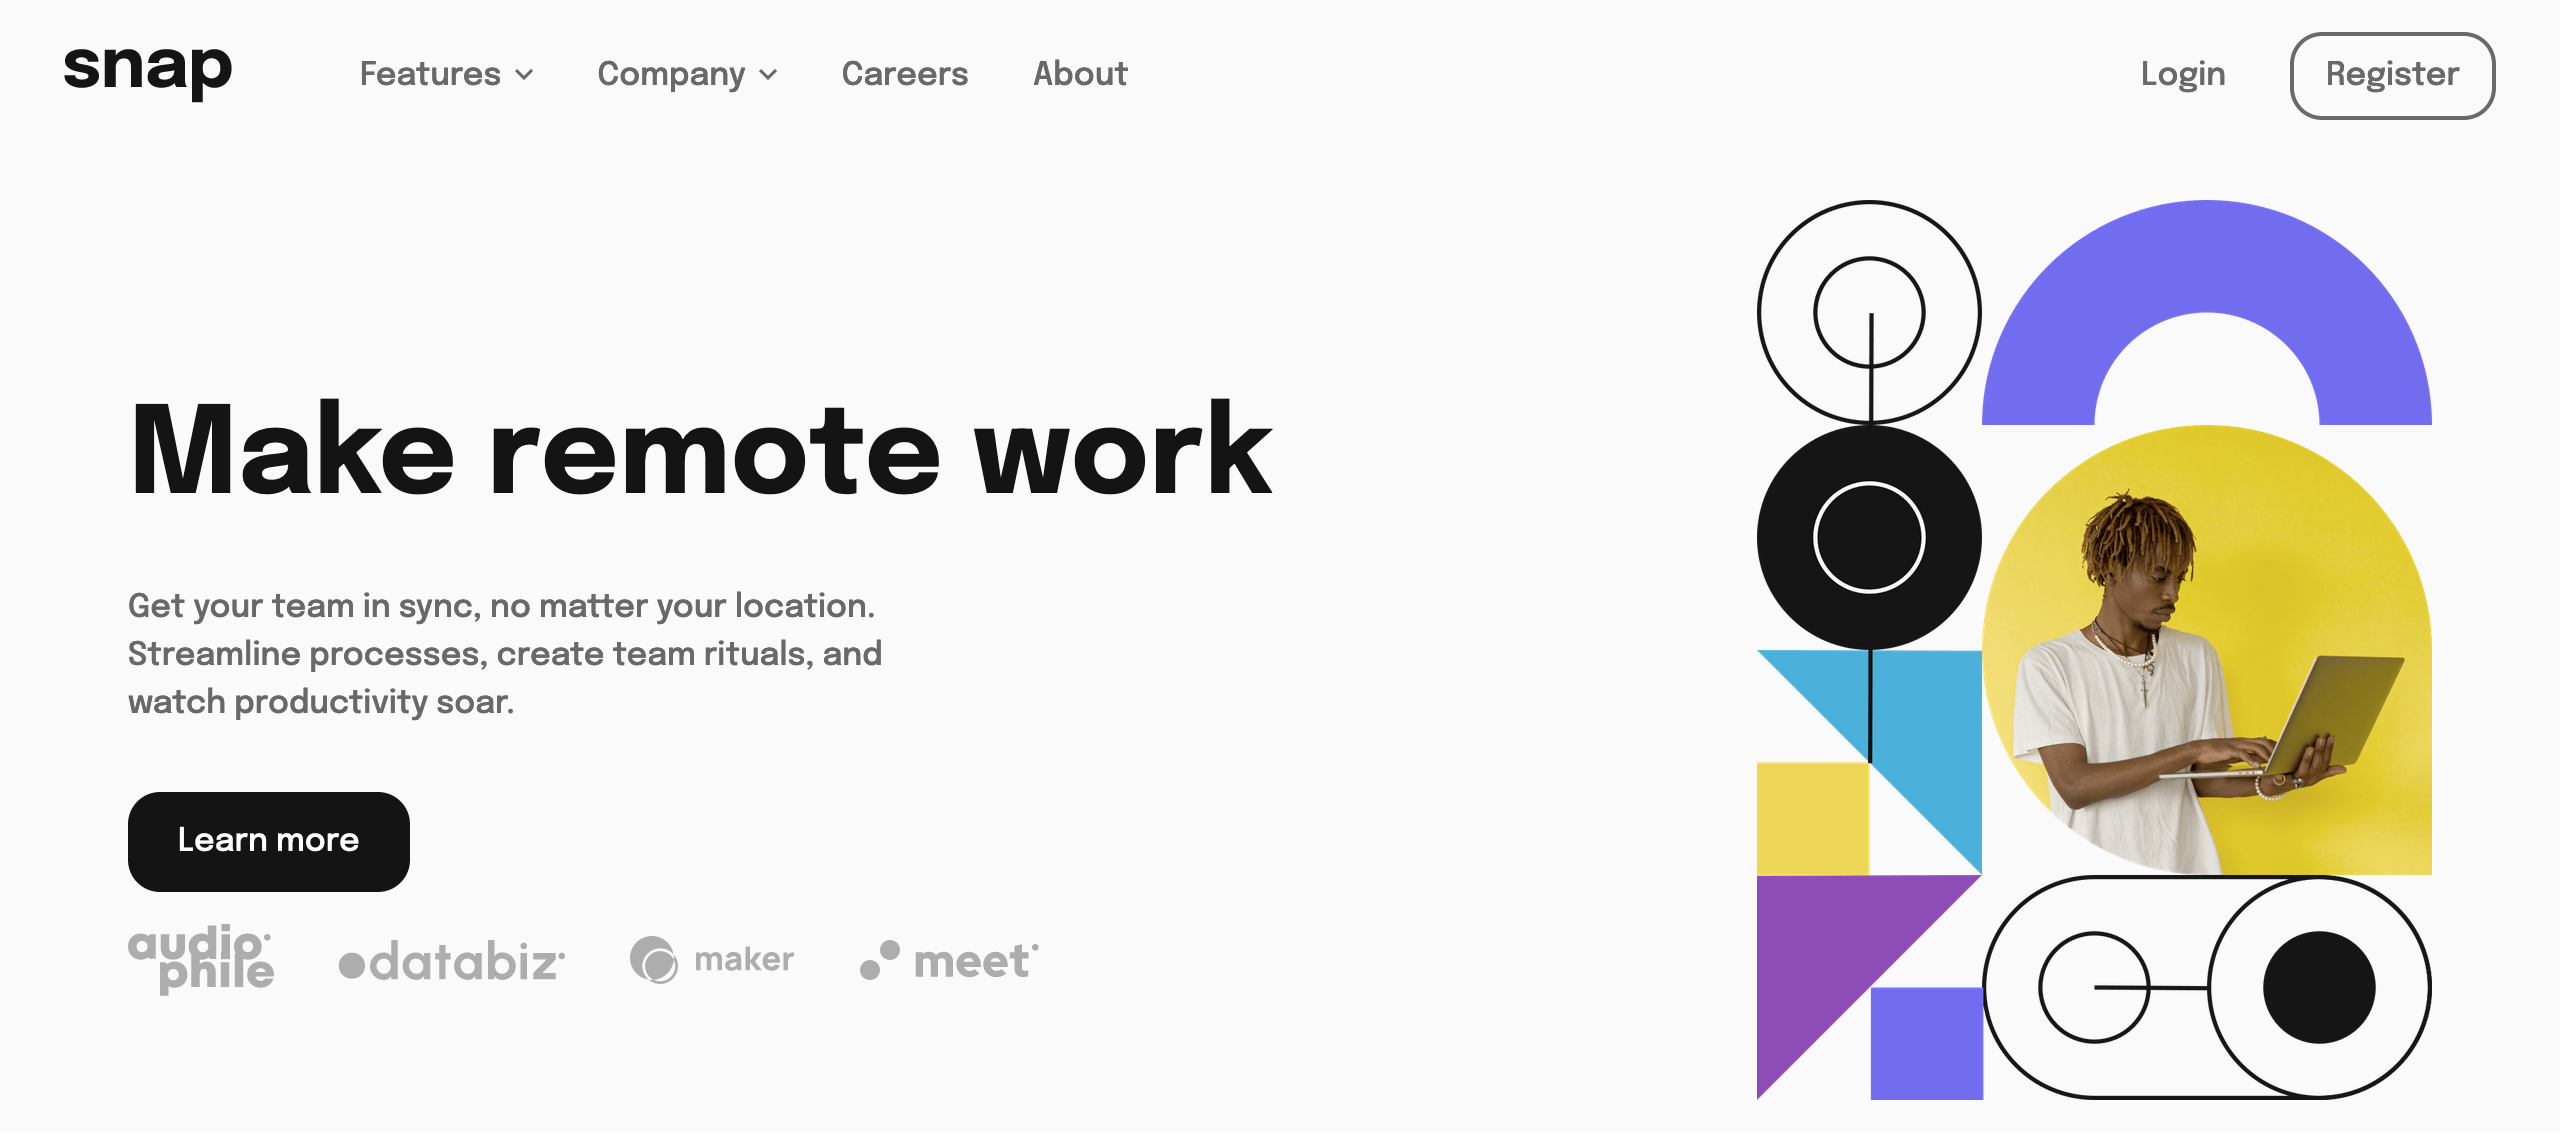 snap
Features
Company
Careers
About
Login
Register
Make remote work
Get your team in sync, no matter your location.
Streamline processes, create team rituals, and
watch productivity soar.
Learn more
audio
phile
databiz
maker
meet